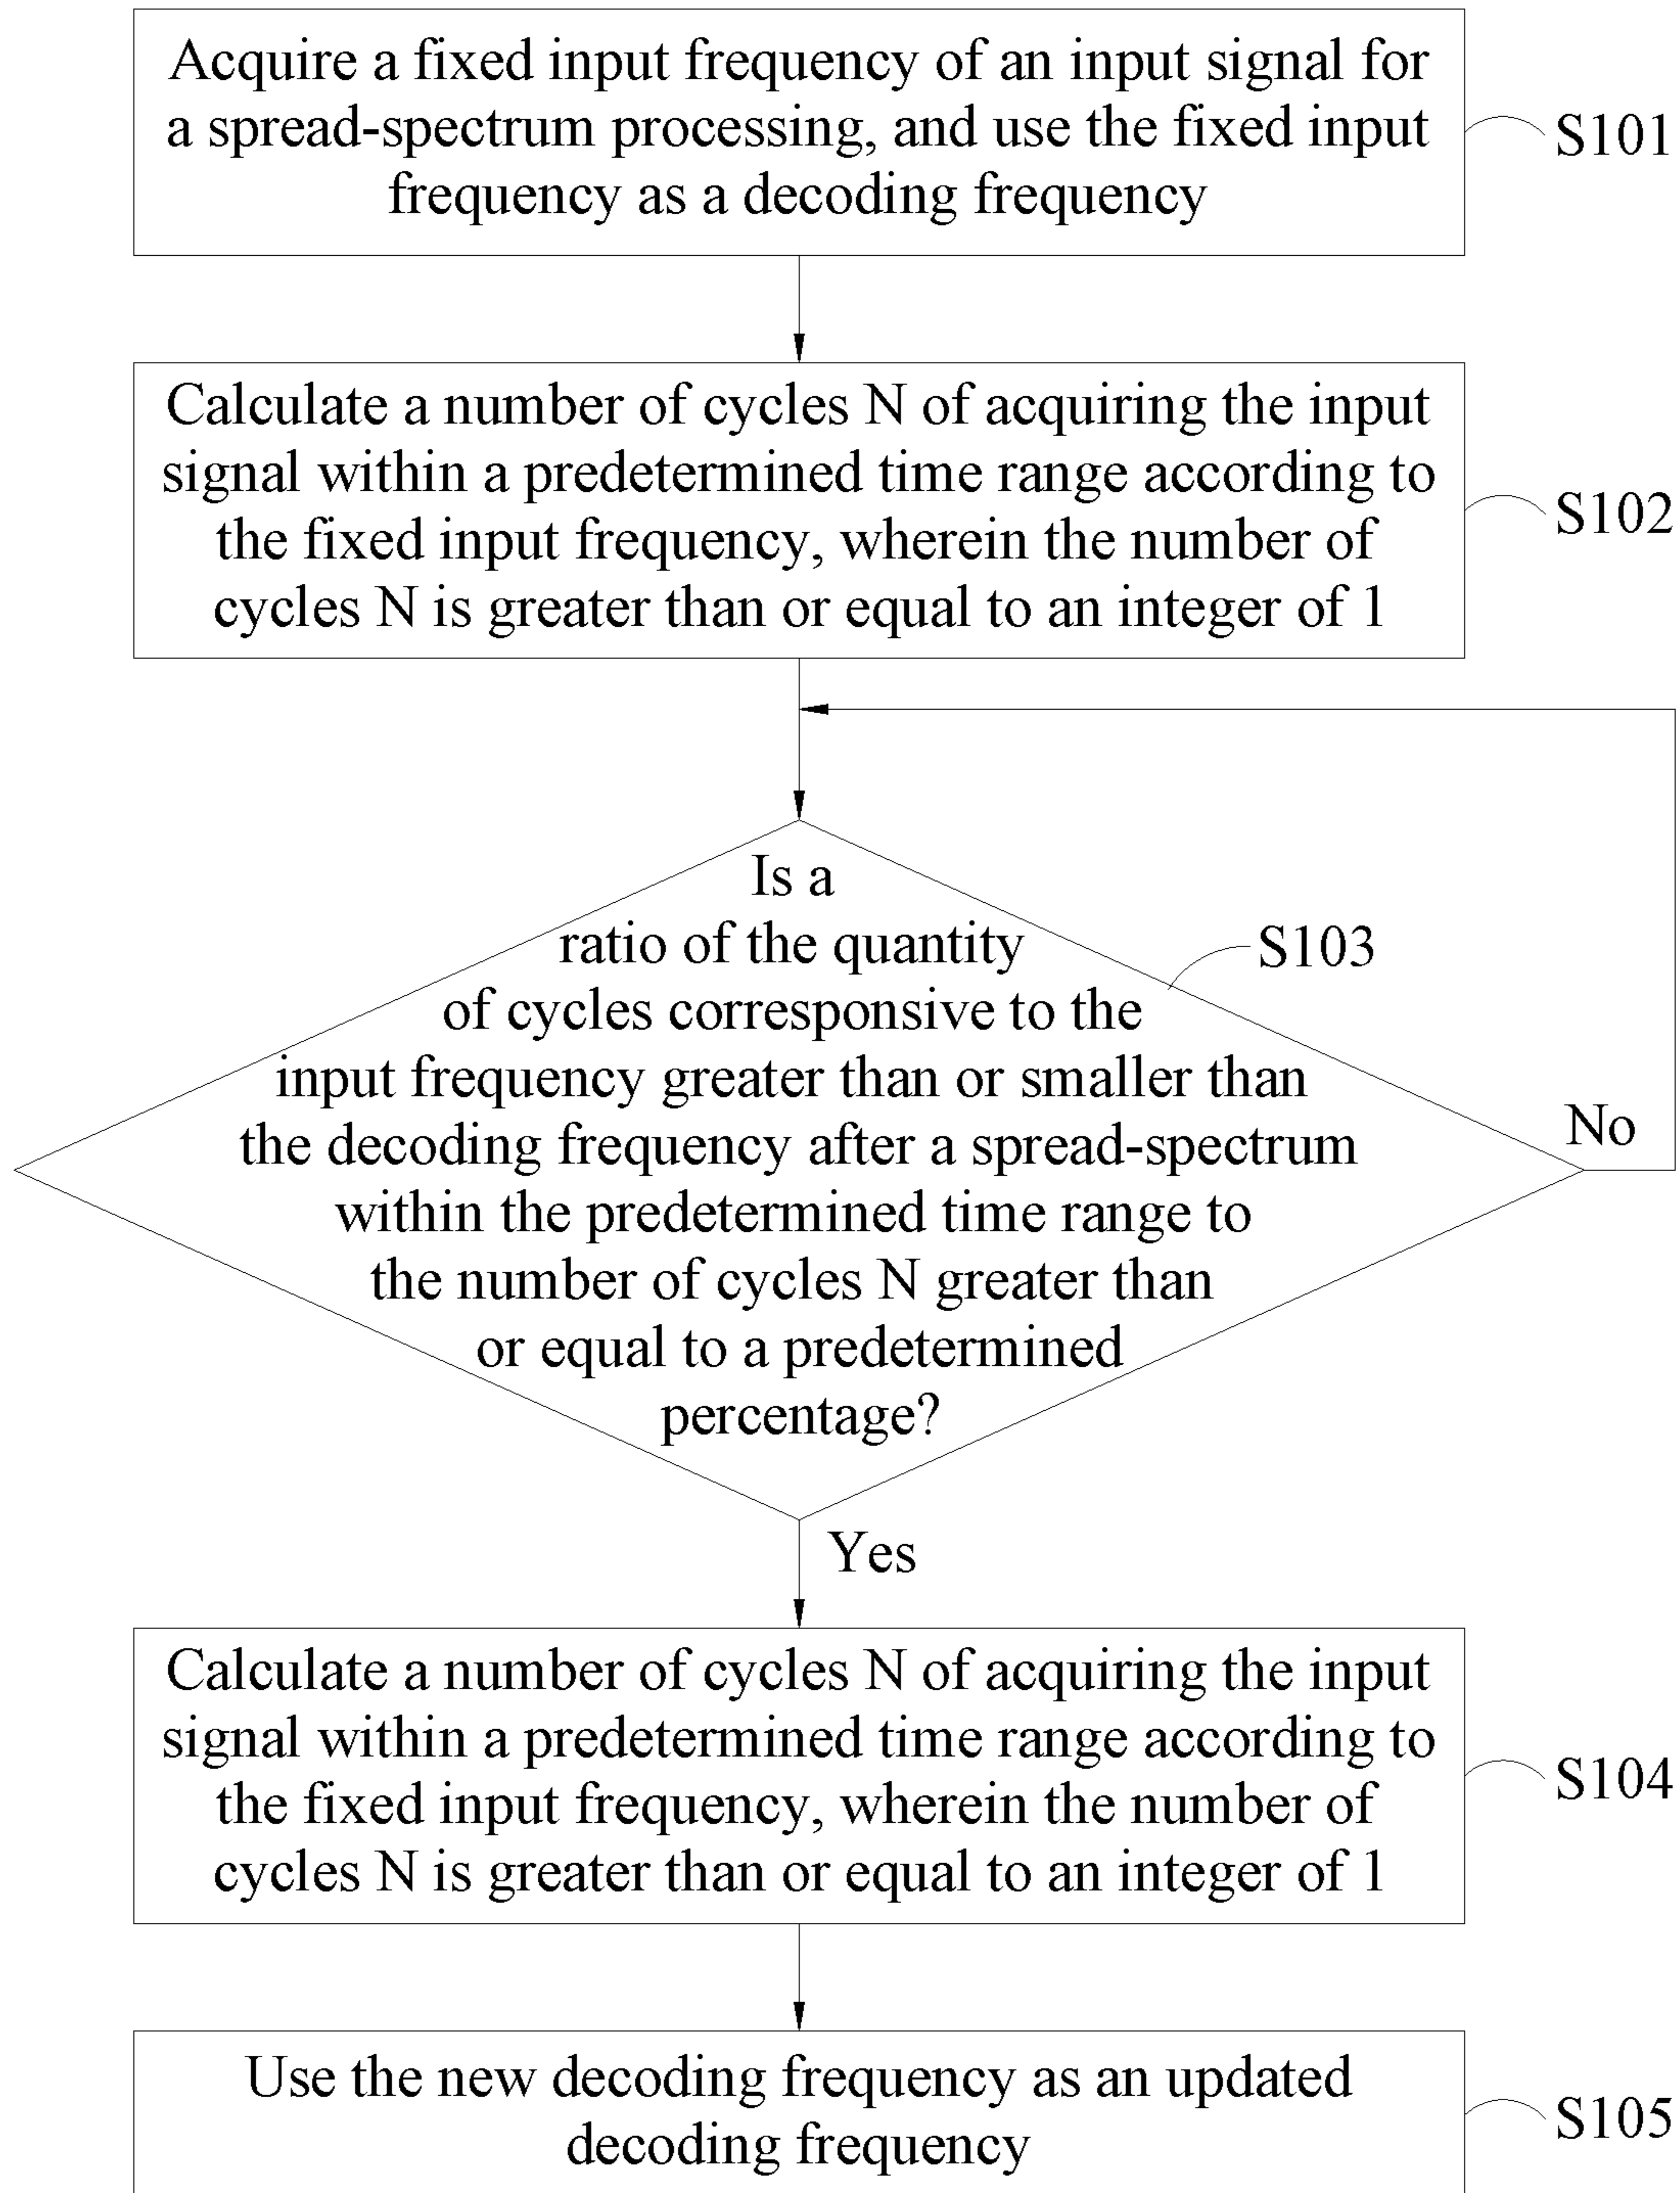 Acquire a fixed input frequency of an input signal for
a spread-spectrum processing, and use the fixed input
frequency as a decoding frequency
S101
Calculate a number of cycles N of acquiring the input
signal within a predetermined time range according to
the fixed input frequency, wherein the number of
cycles N is greater than or equal to an integer of 1
S102
Is a
ratio of the quantity
of cycles corresponsive to the
input frequency greater than or smaller than
the decoding frequency after a spread-spectrum
within the predetermined time range to
the number of cycles N greater than
or equal to a predetermined
percentage?
S103
No
Yes
Calculate a number of cycles N of acquiring the input
signal within a predetermined time range according to
the fixed input frequency, wherein the number of
cycles N is greater than or equal to an integer of 1
S104
Use the new decoding frequency as an updated
decoding frequency
S105